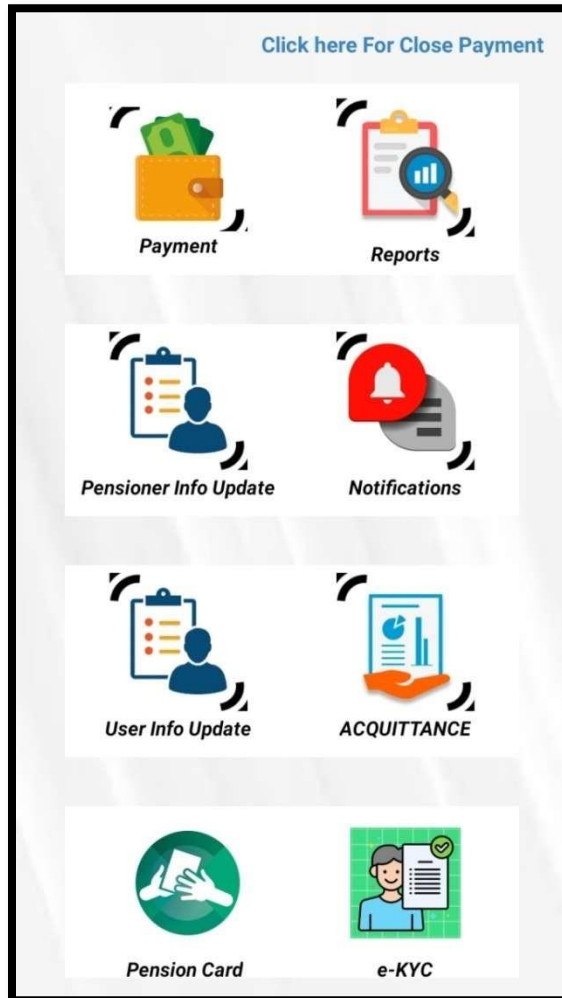 Click here For Close Payment
Payment
Reports
Pensioner Info Update
Notifications
User Info Update
ACQUITTANCE
Pension Card
e-KYC